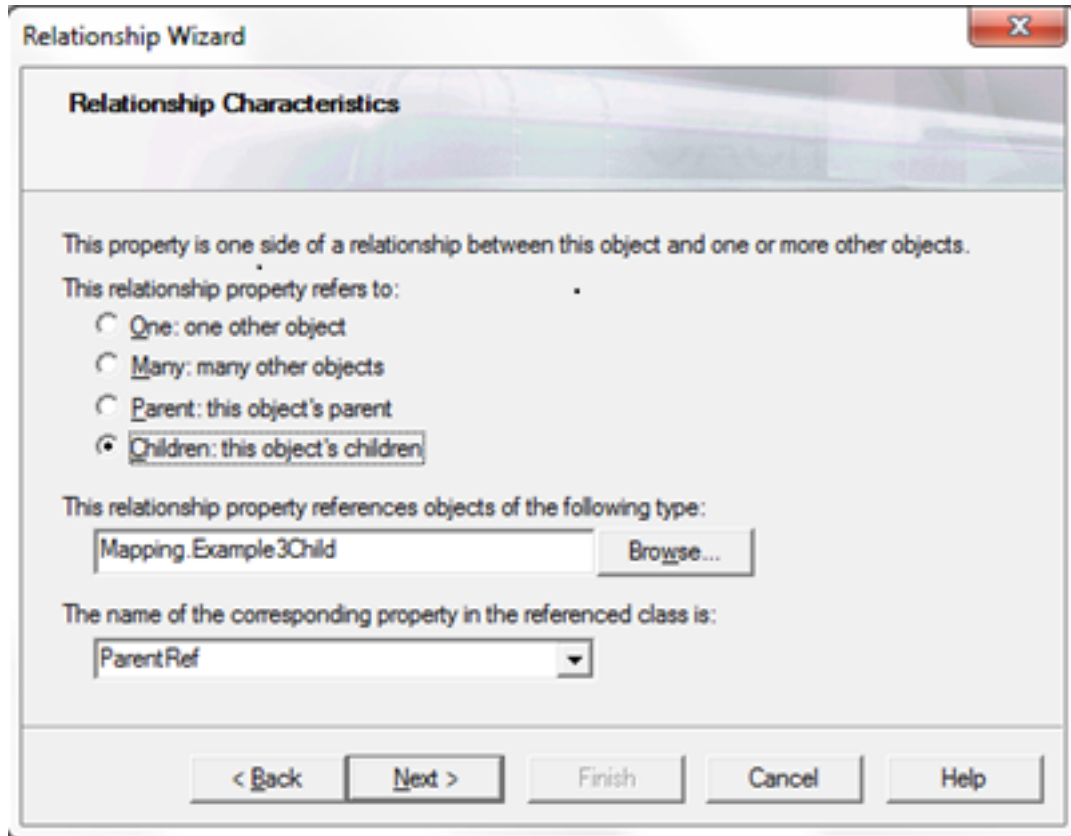 Relationship Wizard
Relationship Characteristics
This property is one side of a relationship between this object and one or more other objects.
This relationship property refers to:
One: one other object
Many: many other objects
Parent: this object's parent
Children: this object's children
This relationship property references objects of the following type:
Mapping.Example3Child
Browse...
The name of the corresponding property in the referenced class is:
ParentRef
< Back
Next >
Finish
Cancel
Help